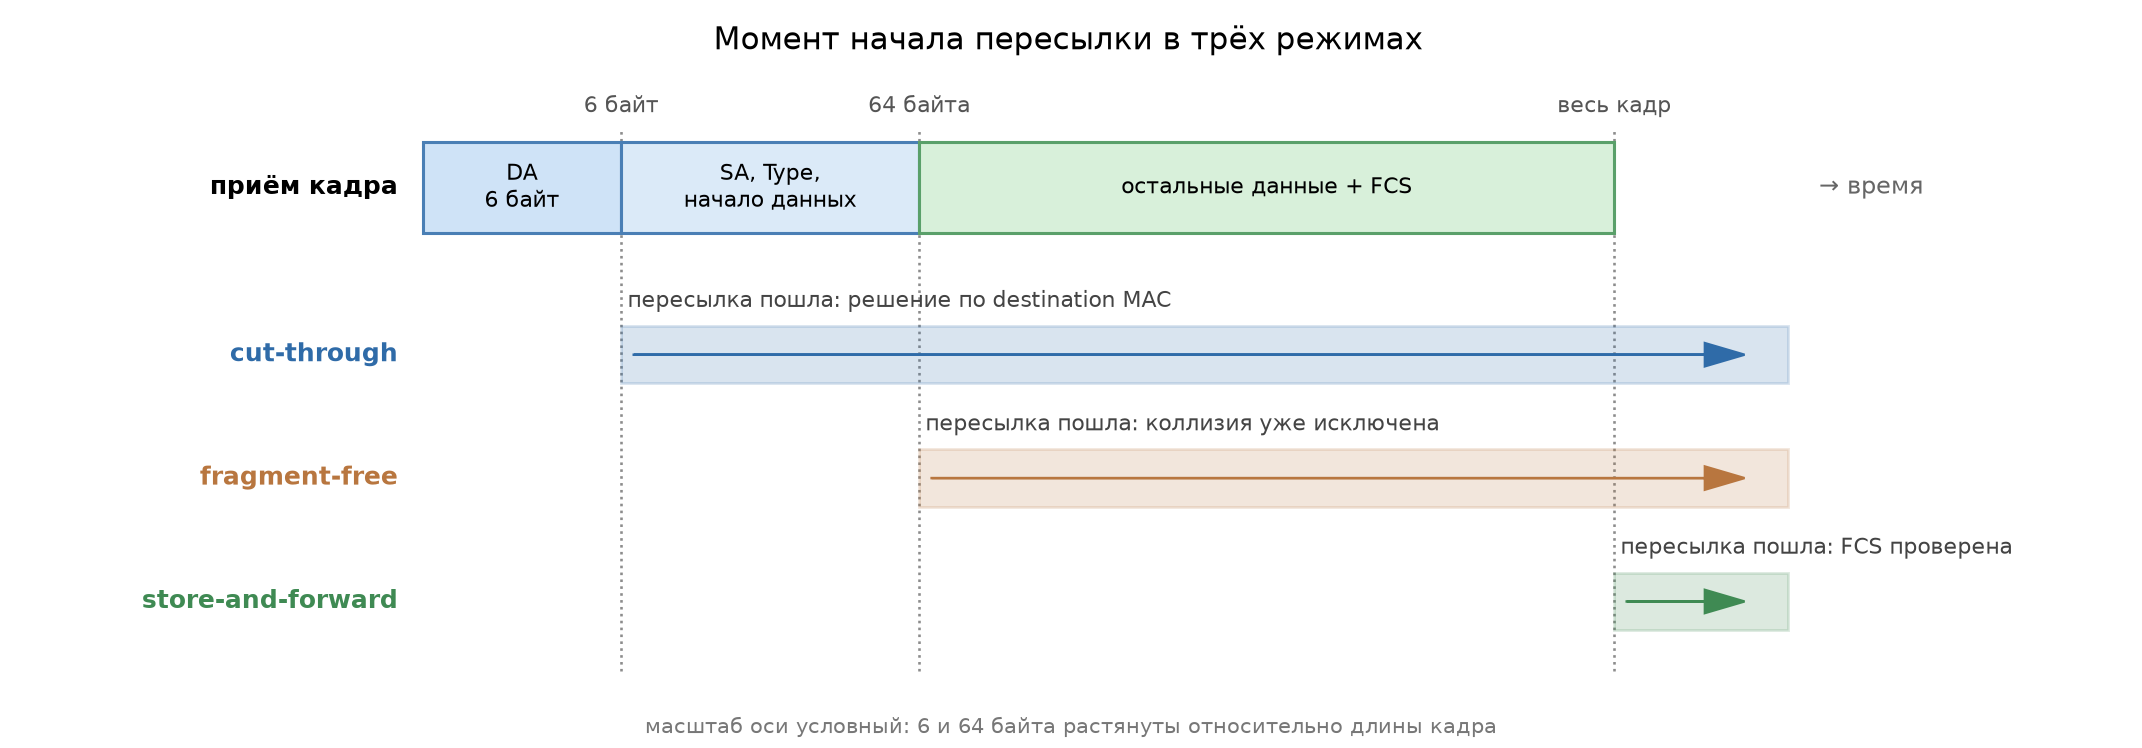 Момент начала пересылки в трёх режимах
6 байт
64 байта
весь кадр
приём кадра
DA
6 байт
SA, Type,
начало данных
остальные данные + FCS
→ время
пересылка пошла: решение по destination MAC
cut-through
пересылка пошла: коллизия уже исключена
fragment-free
пересылка пошла: FCS проверена
store-and-forward
масштаб оси условный: 6 и 64 байта растянуты относительно длины кадра